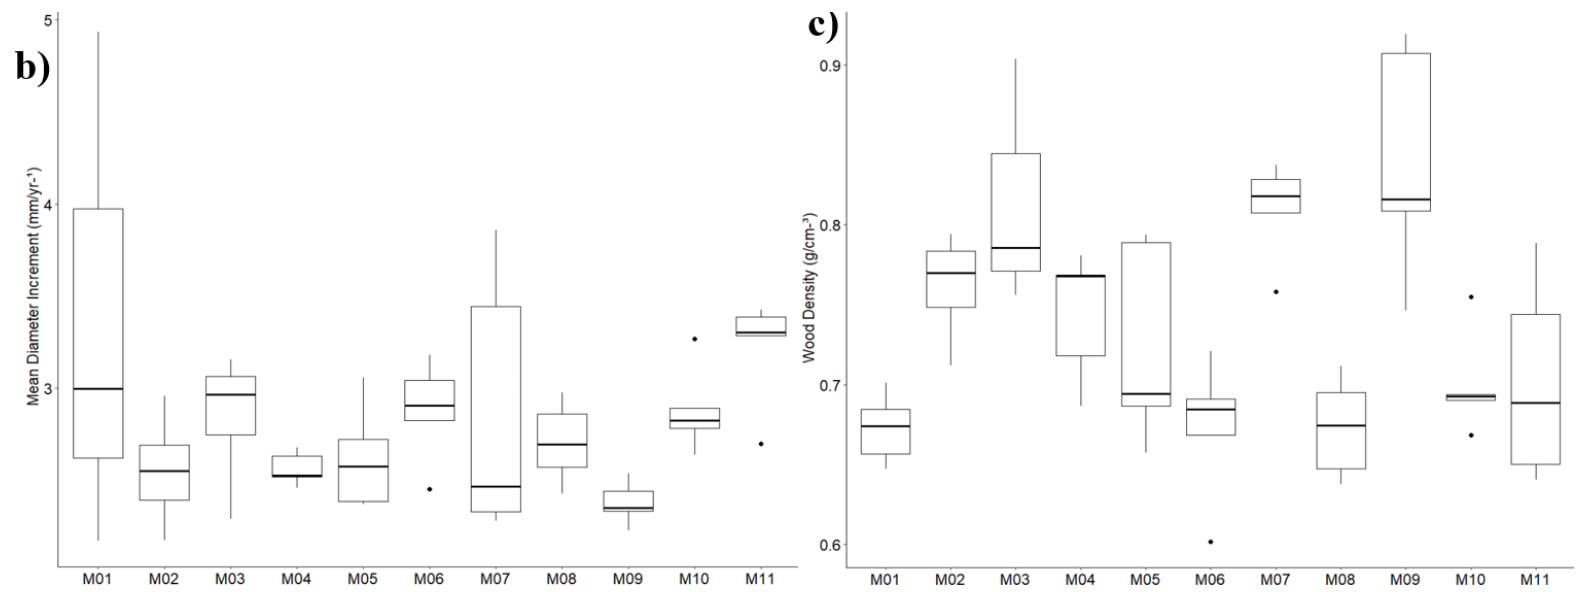 b)
Mean Diameter Increment (mm/yr-¹)
5
4
3
M01 M02 M03 M04 M05 M06 M07 M08 M09 M10 M11
c)
Wood Density (g/cm-³)
0.9
0.8
0.7
0.6
M01 M02 M03 M04 M05 M06 M07 M08 M09 M10 M11